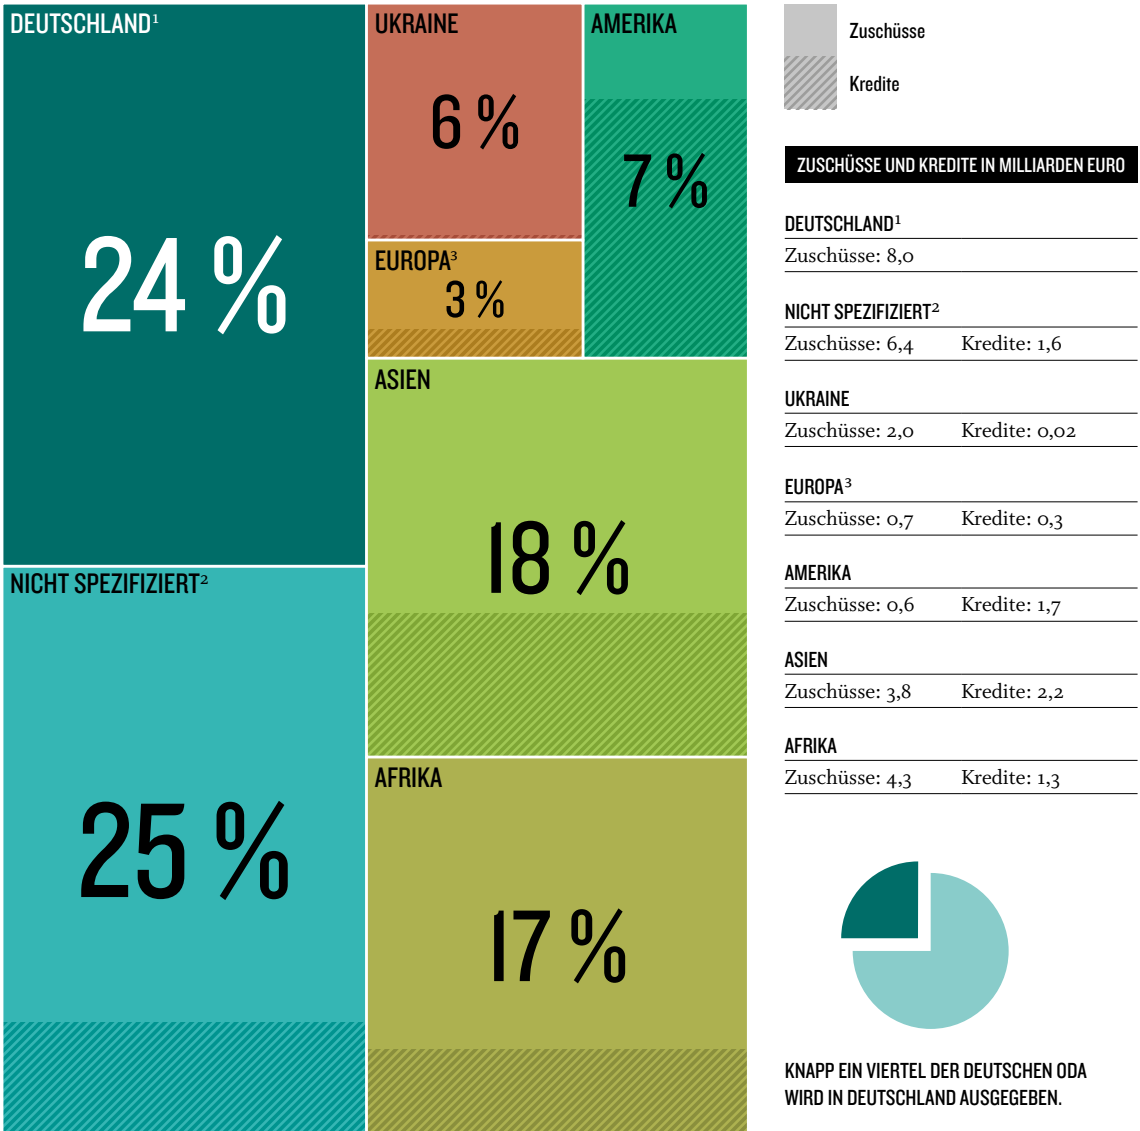 DEUTSCHLAND¹
24 %
UKRAINE
6 %
AMERIKA
7 %
EUROPA³
3 %
ASIEN
18 %
NICHT SPEZIFIZIERT²
25 %
AFRIKA
17 %
Zuschüsse
Kredite
ZUSCHÜSSE UND KREDITE IN MILLIARDEN EURO
DEUTSCHLAND¹
Zuschüsse: 8,0
NICHT SPEZIFIZIERT²
Zuschüsse: 6,4 Kredite: 1,6
UKRAINE
Zuschüsse: 2,0 Kredite: 0,02
EUROPA³
Zuschüsse: 0,7 Kredite: 0,3
AMERIKA
Zuschüsse: 0,6 Kredite: 1,7
ASIEN
Zuschüsse: 3,8 Kredite: 2,2
AFRIKA
Zuschüsse: 4,3 Kredite: 1,3
KNAPP EIN VIERTEL DER DEUTSCHEN ODA
WIRD IN DEUTSCHLAND AUSGEGEBEN.